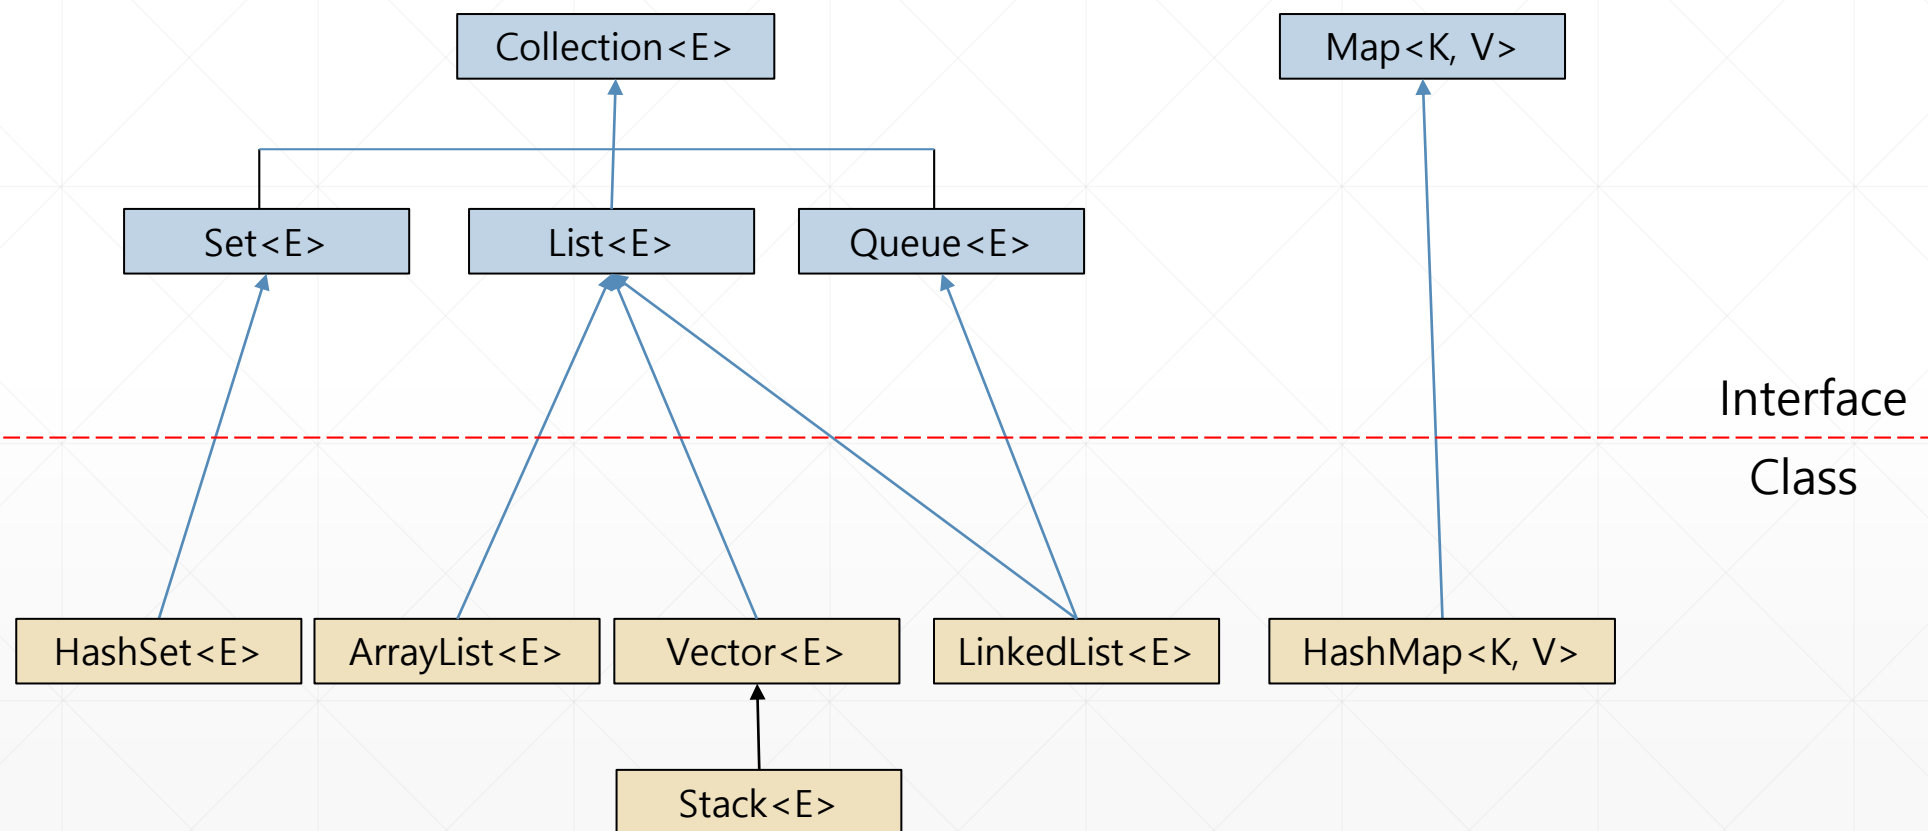 Collection<E>
Map<K, V>
Set<E>
List<E>
Queue<E>
Interface
Class
HashSet<E>
ArrayList<E>
Vector<E>
LinkedList<E>
HashMap<K, V>
Stack<E>